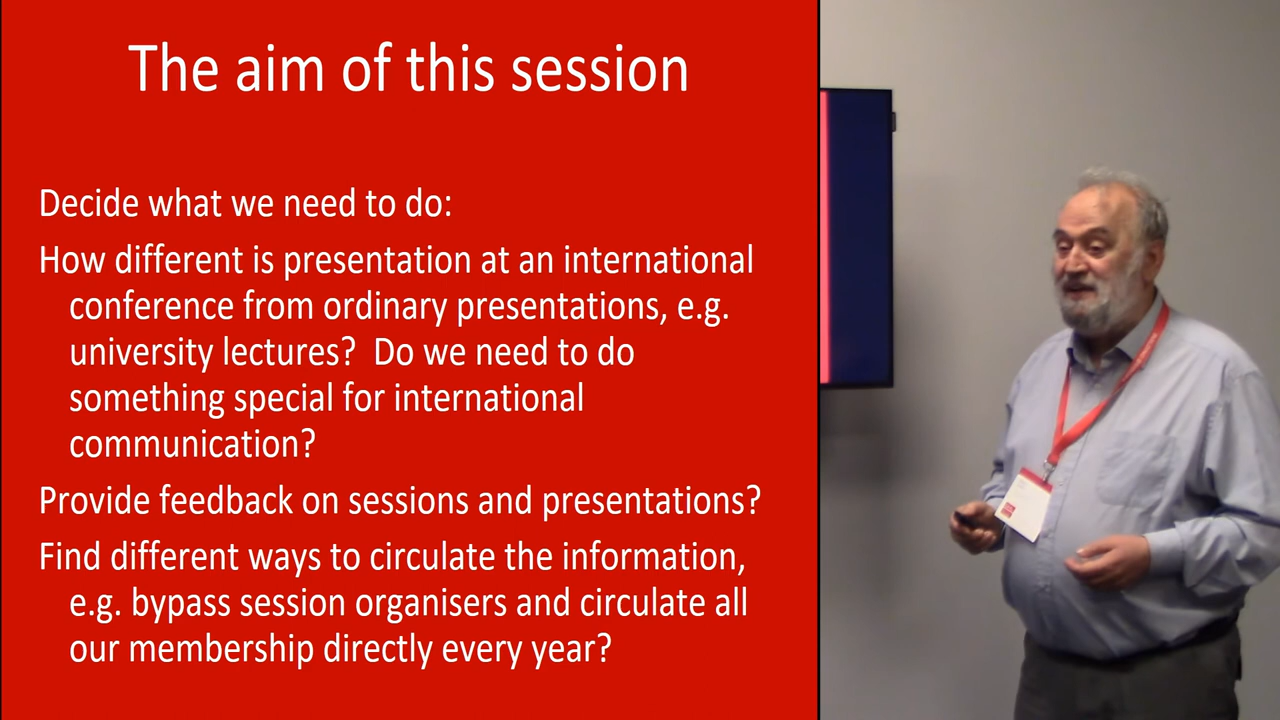 The aim of this session
Decide what we need to do:
How different is presentation at an international
conference from ordinary presentations, e.g.
university lectures?  Do we need to do
something special for international
communication?
Provide feedback on sessions and presentations?
Find different ways to circulate the information,
e.g. bypass session organisers and circulate all
our membership directly every year?